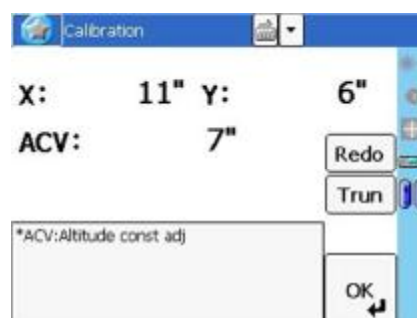 Calibration
X: 11" Y: 6"
ACV: 7"
Redo
Trun
*ACV:Altitude const adj
OK